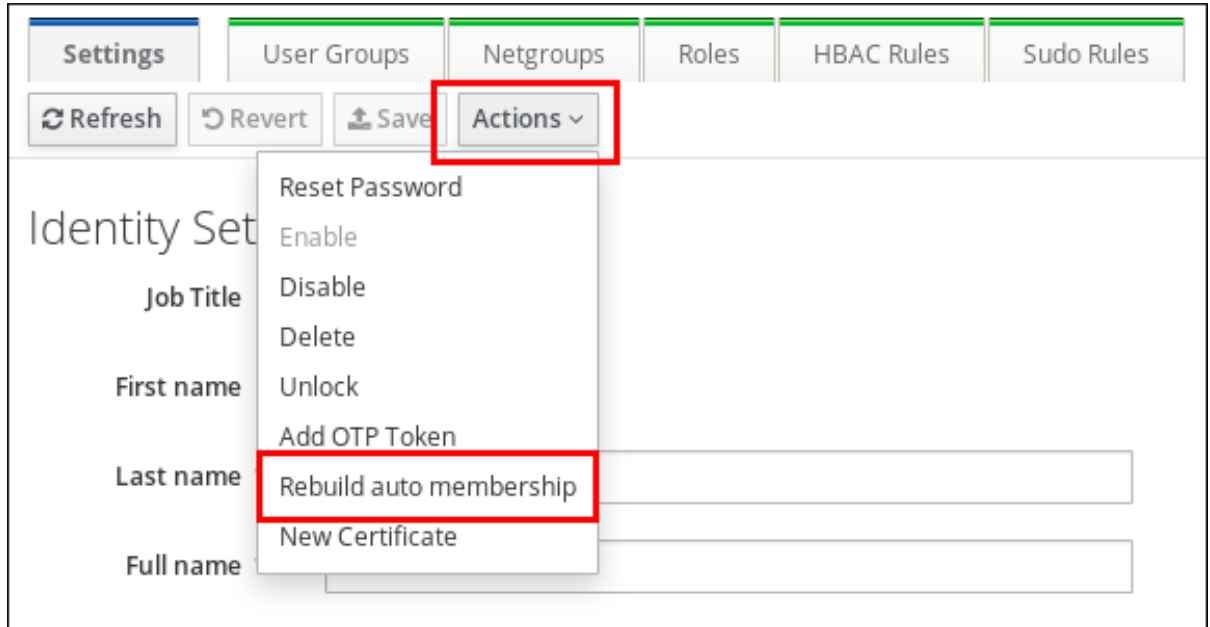 Settings User Groups Netgroups Roles HBAC Rules Sudo Rules
Refresh Revert Save Actions
Reset Password
Identity Set
Enable
Job Title
Disable
Delete
First name
Unlock
Add OTP Token
Last name
Rebuild auto membership
New Certificate
Full name